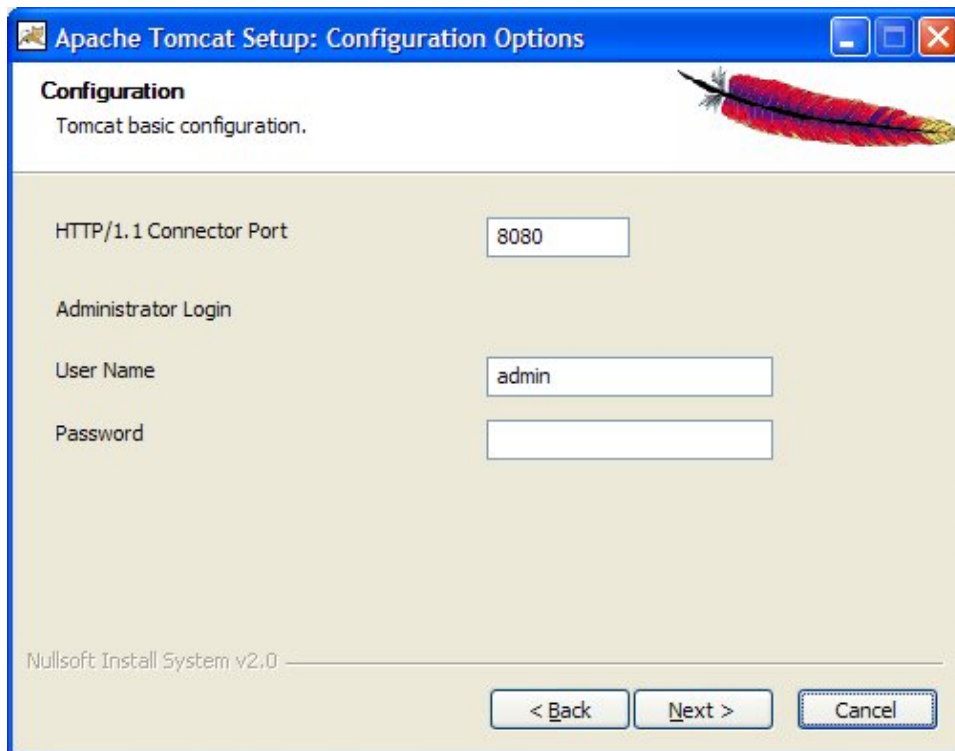 Apache Tomcat Setup: Configuration Options
Configuration
Tomcat basic configuration.
HTTP/1.1 Connector Port
8080
Administrator Login
User Name
admin
Password
Nullsoft Install System v2.0
< Back
Next >
Cancel